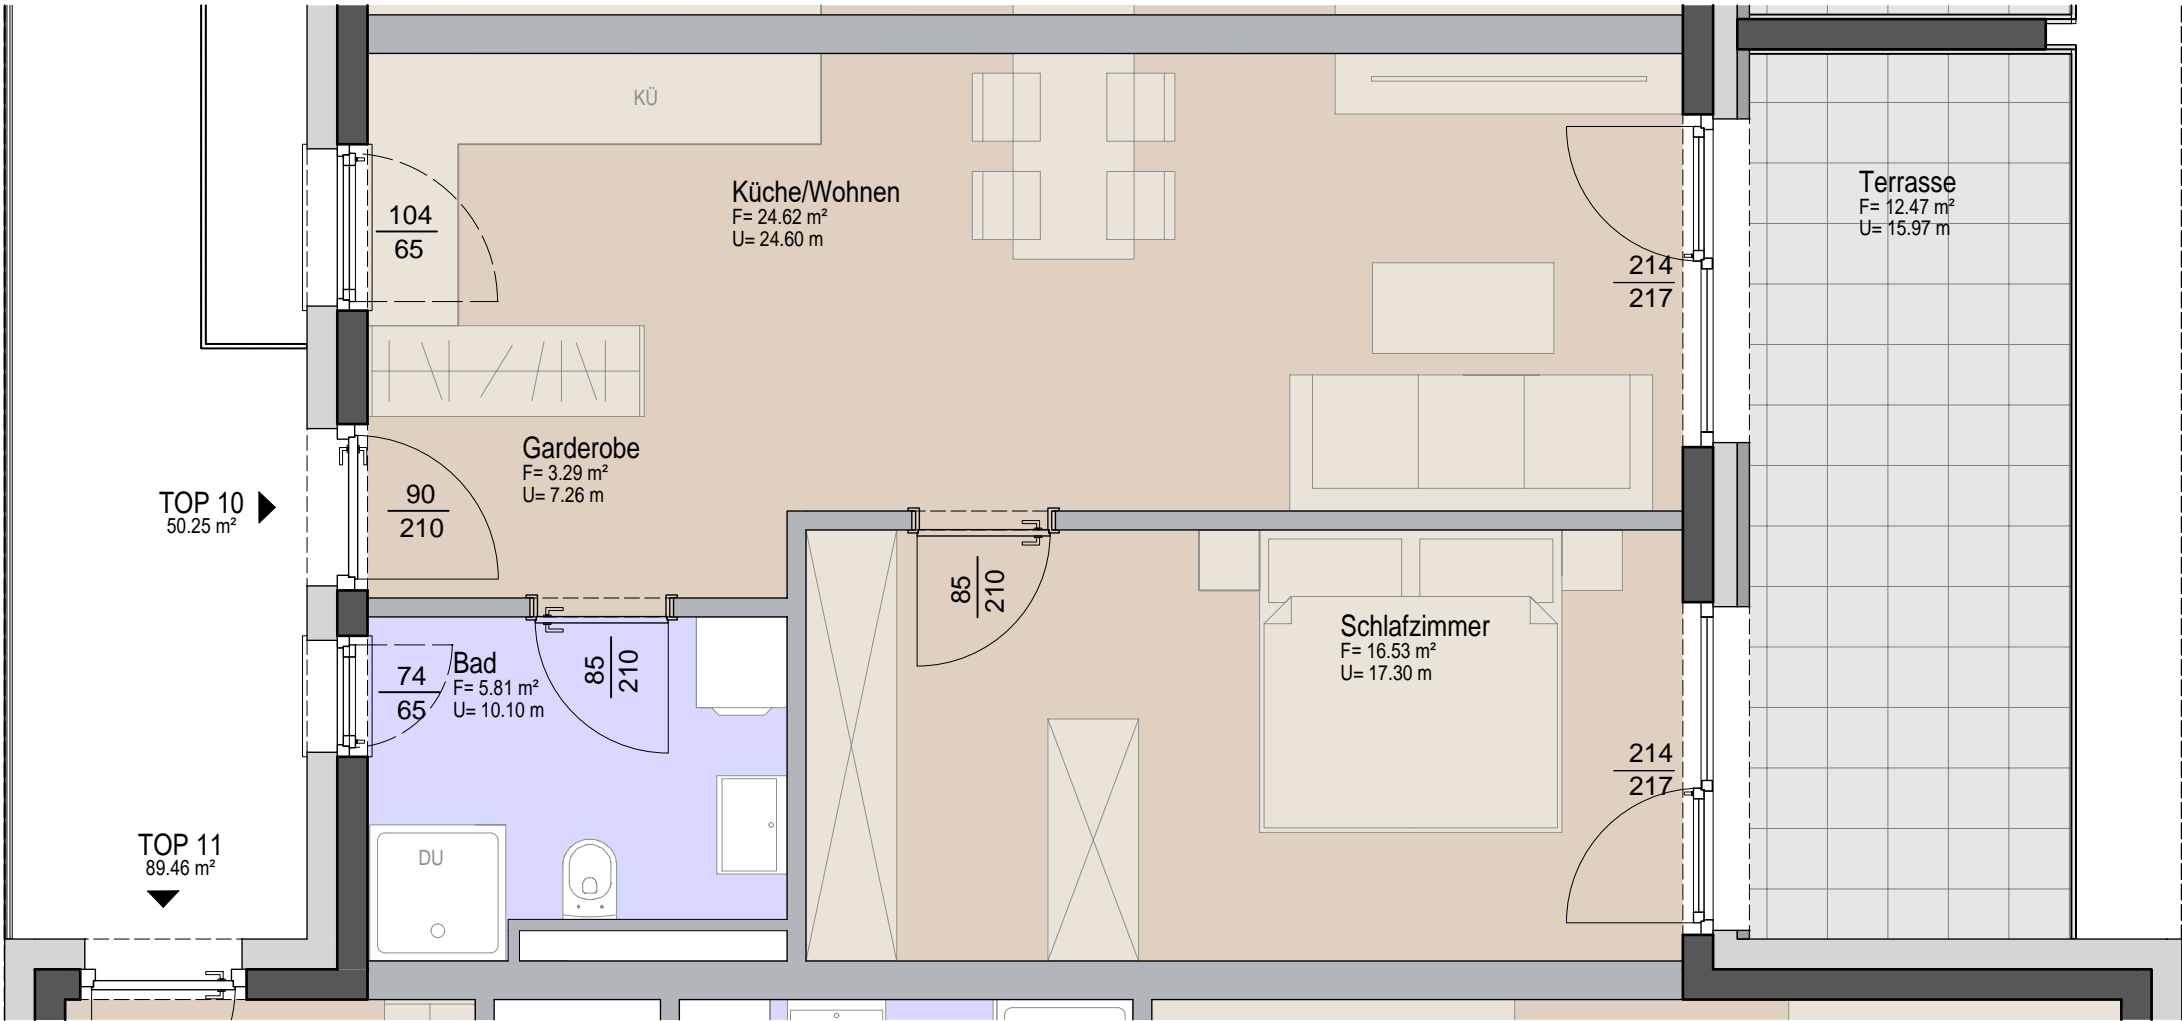 KÜ
Küche/Wohnen
F= 24.62 m²
U= 24.60 m
104
65
Terrasse
F= 12.47 m²
U= 15.97 m
214
217
Garderobe
F= 3.29 m²
U= 7.26 m
TOP 10
50.25 m²
90
210
85
210
Schlafzimmer
F= 16.53 m²
U= 17.30 m
Bad
F= 5.81 m²
U= 10.10 m
74
65
85
210
214
217
TOP 11
89.46 m²
DU